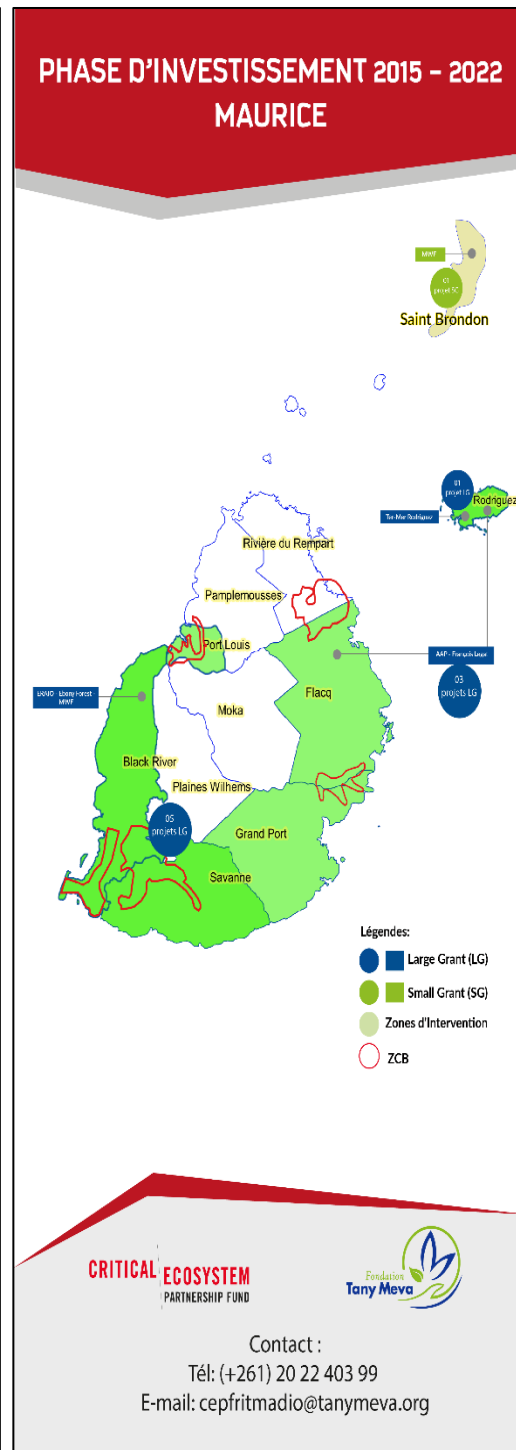 PHASE D'INVESTISSEMENT 2015 – 2022
MAURICE
MWF
01
projet SG
Saint Brondon
01
projet LG
Rodriguez
Ter-Mer Rodriguez
Rivière du Rempart
Pamplemousses
Port Louis
AAP - François Leguat
03
projets LG
Flacq
Moka
Ebony Forest
MWF
Black River
Plaines Wilhems
05
projets LG
Grand Port
Savanne
Légendes:
Large Grant (LG)
Small Grant (SG)
Zones d'Intervention
ZCB
CRITICAL ECOSYSTEM
PARTNERSHIP FUND
Fondation
Tany Meva
Contact :
Tél: (+261) 20 22 403 99
E-mail: cepfritmadio@tanymeva.org